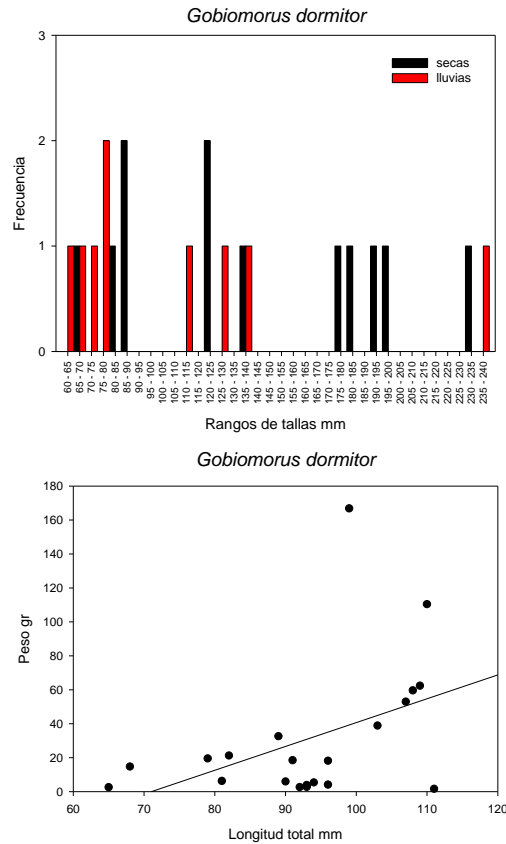 Gobiomorus dormitor
3
secas
lluvias
2
Frecuencia
1
0
60 - 65
65 - 70
70 - 75
75 - 80
80 - 85
85 - 90
90 - 95
95 - 100
100 - 105
105 - 110
110 - 115
115 - 120
120 - 125
125 - 130
130 - 135
135 - 140
140 - 145
145 - 150
150 - 155
155 - 160
160 - 165
165 - 170
170 - 175
175 - 180
180 - 185
185 - 190
190 - 195
195 - 200
200 - 205
205 - 210
210 - 215
215 - 220
220 - 225
225 - 230
230 - 235
235 - 240
Rangos de tallas mm
Gobiomorus dormitor
180
160
140
120
100
80
60
40
20
0
Peso gr
60 70 80 90 100 110 120
Longitud total mm